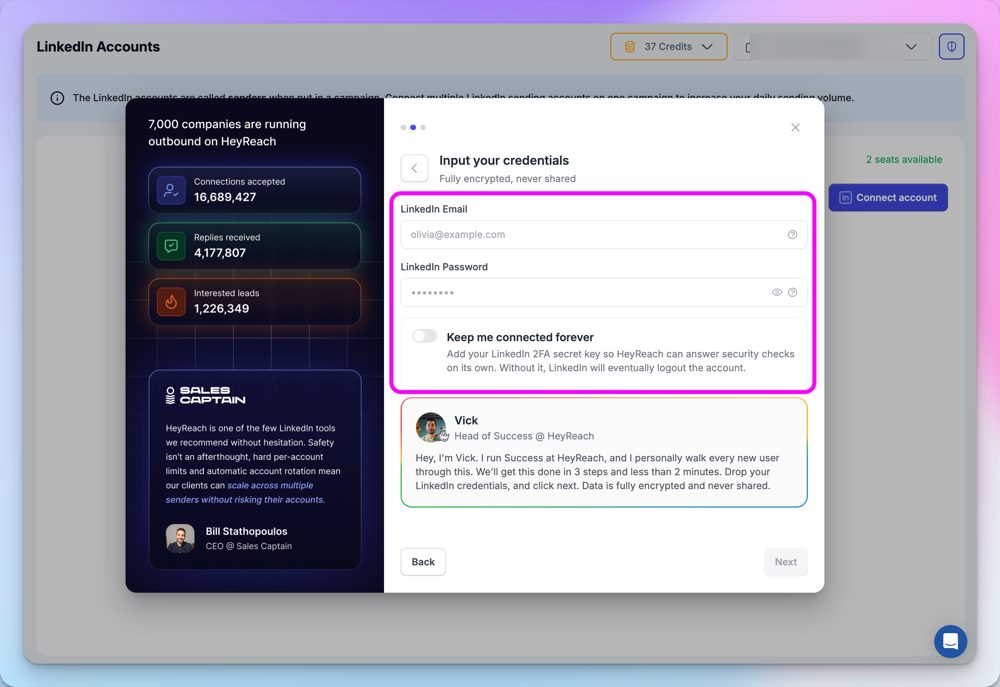 LinkedIn Accounts
37 Credits
The LinkedIn accounts are called senders when put in a campaign. Connect multiple LinkedIn sending accounts on one campaign to increase your daily sending volume.
2 seats available
in Connect account
7,000 companies are running
outbound on HeyReach
Connections accepted
16,689,427
Replies received
4,177,807
Interested leads
1,226,349
SALES
CAPTAIN
HeyReach is one of the few LinkedIn tools
we recommend without hesitation. Safety
isn't an afterthought, hard per-account
limits and automatic account rotation mean
our clients can scale across multiple
senders without risking their accounts.
Bill Stathopoulos
CEO @ Sales Captain
Input your credentials
Fully encrypted, never shared
LinkedIn Email
olivia@example.com
LinkedIn Password
Keep me connected forever
Add your LinkedIn 2FA secret key so HeyReach can answer security checks
on its own. Without it, LinkedIn will eventually logout the account.
Vick
Head of Success @ HeyReach
Hey, I'm Vick. I run Success at HeyReach, and I personally walk every new user
through this. We'll get this done in 3 steps and less than 2 minutes. Drop your
LinkedIn credentials, and click next. Data is fully encrypted and never shared.
Back
Next